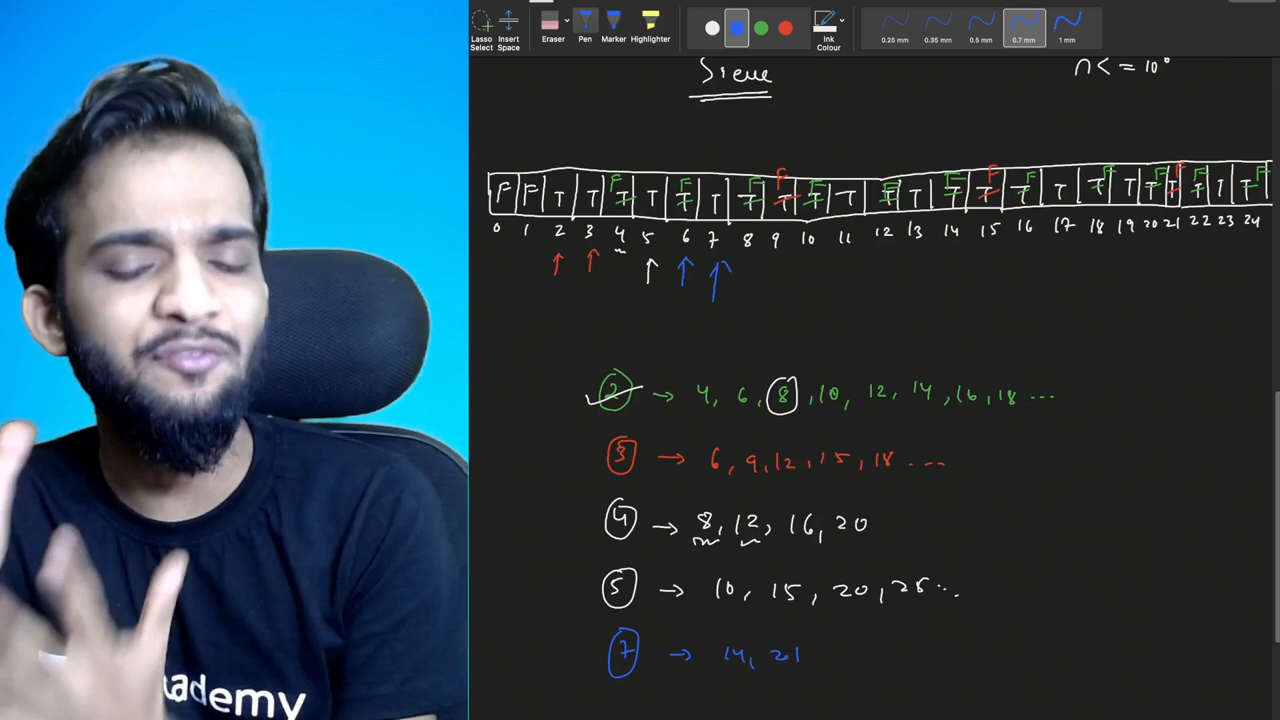 Lasso Select
Insert Space
Eraser
Pen
Marker
Highlighter
Ink Colour
0.25 mm
0.35 mm
0.5 mm
0.7 mm
1 mm
Sieve
n <= 10⁶
F F T T T T T T T T T T T T T T T T T T T T T T T
F F F F F F F F F F F F F
0 1 2 3 4 5 6 7 8 9 10 11 12 13 14 15 16 17 18 19 20 21 22 23 24
2 → 4, 6, 8, 10, 12, 14, 16, 18 ...
3 → 6, 9, 12, 15, 18 ...
4 → 8, 12, 16, 20
5 → 10, 15, 20, 25 ...
7 → 14, 21
ademy